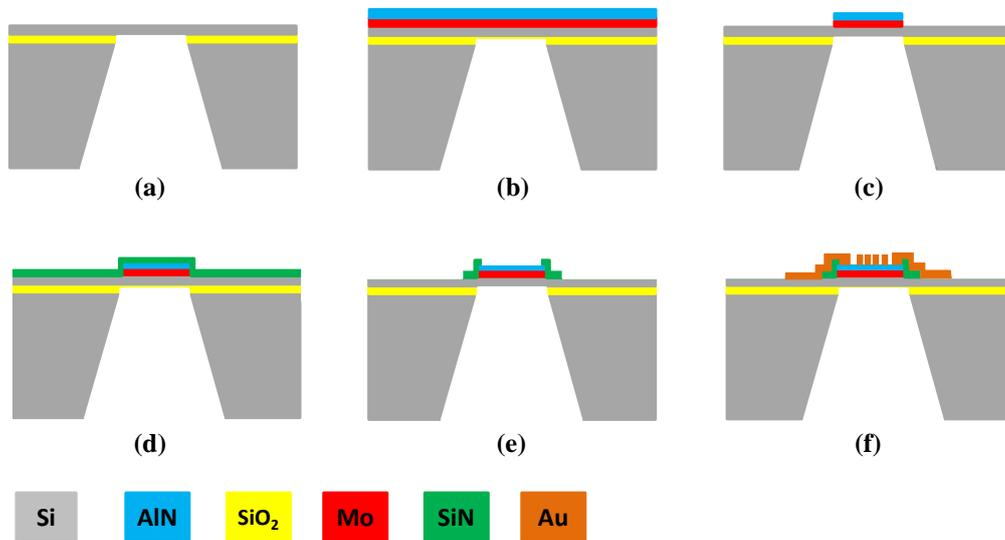 (a) (b) (c)
(d) (e) (f)
Si AlN SiO₂ Mo SiN Au